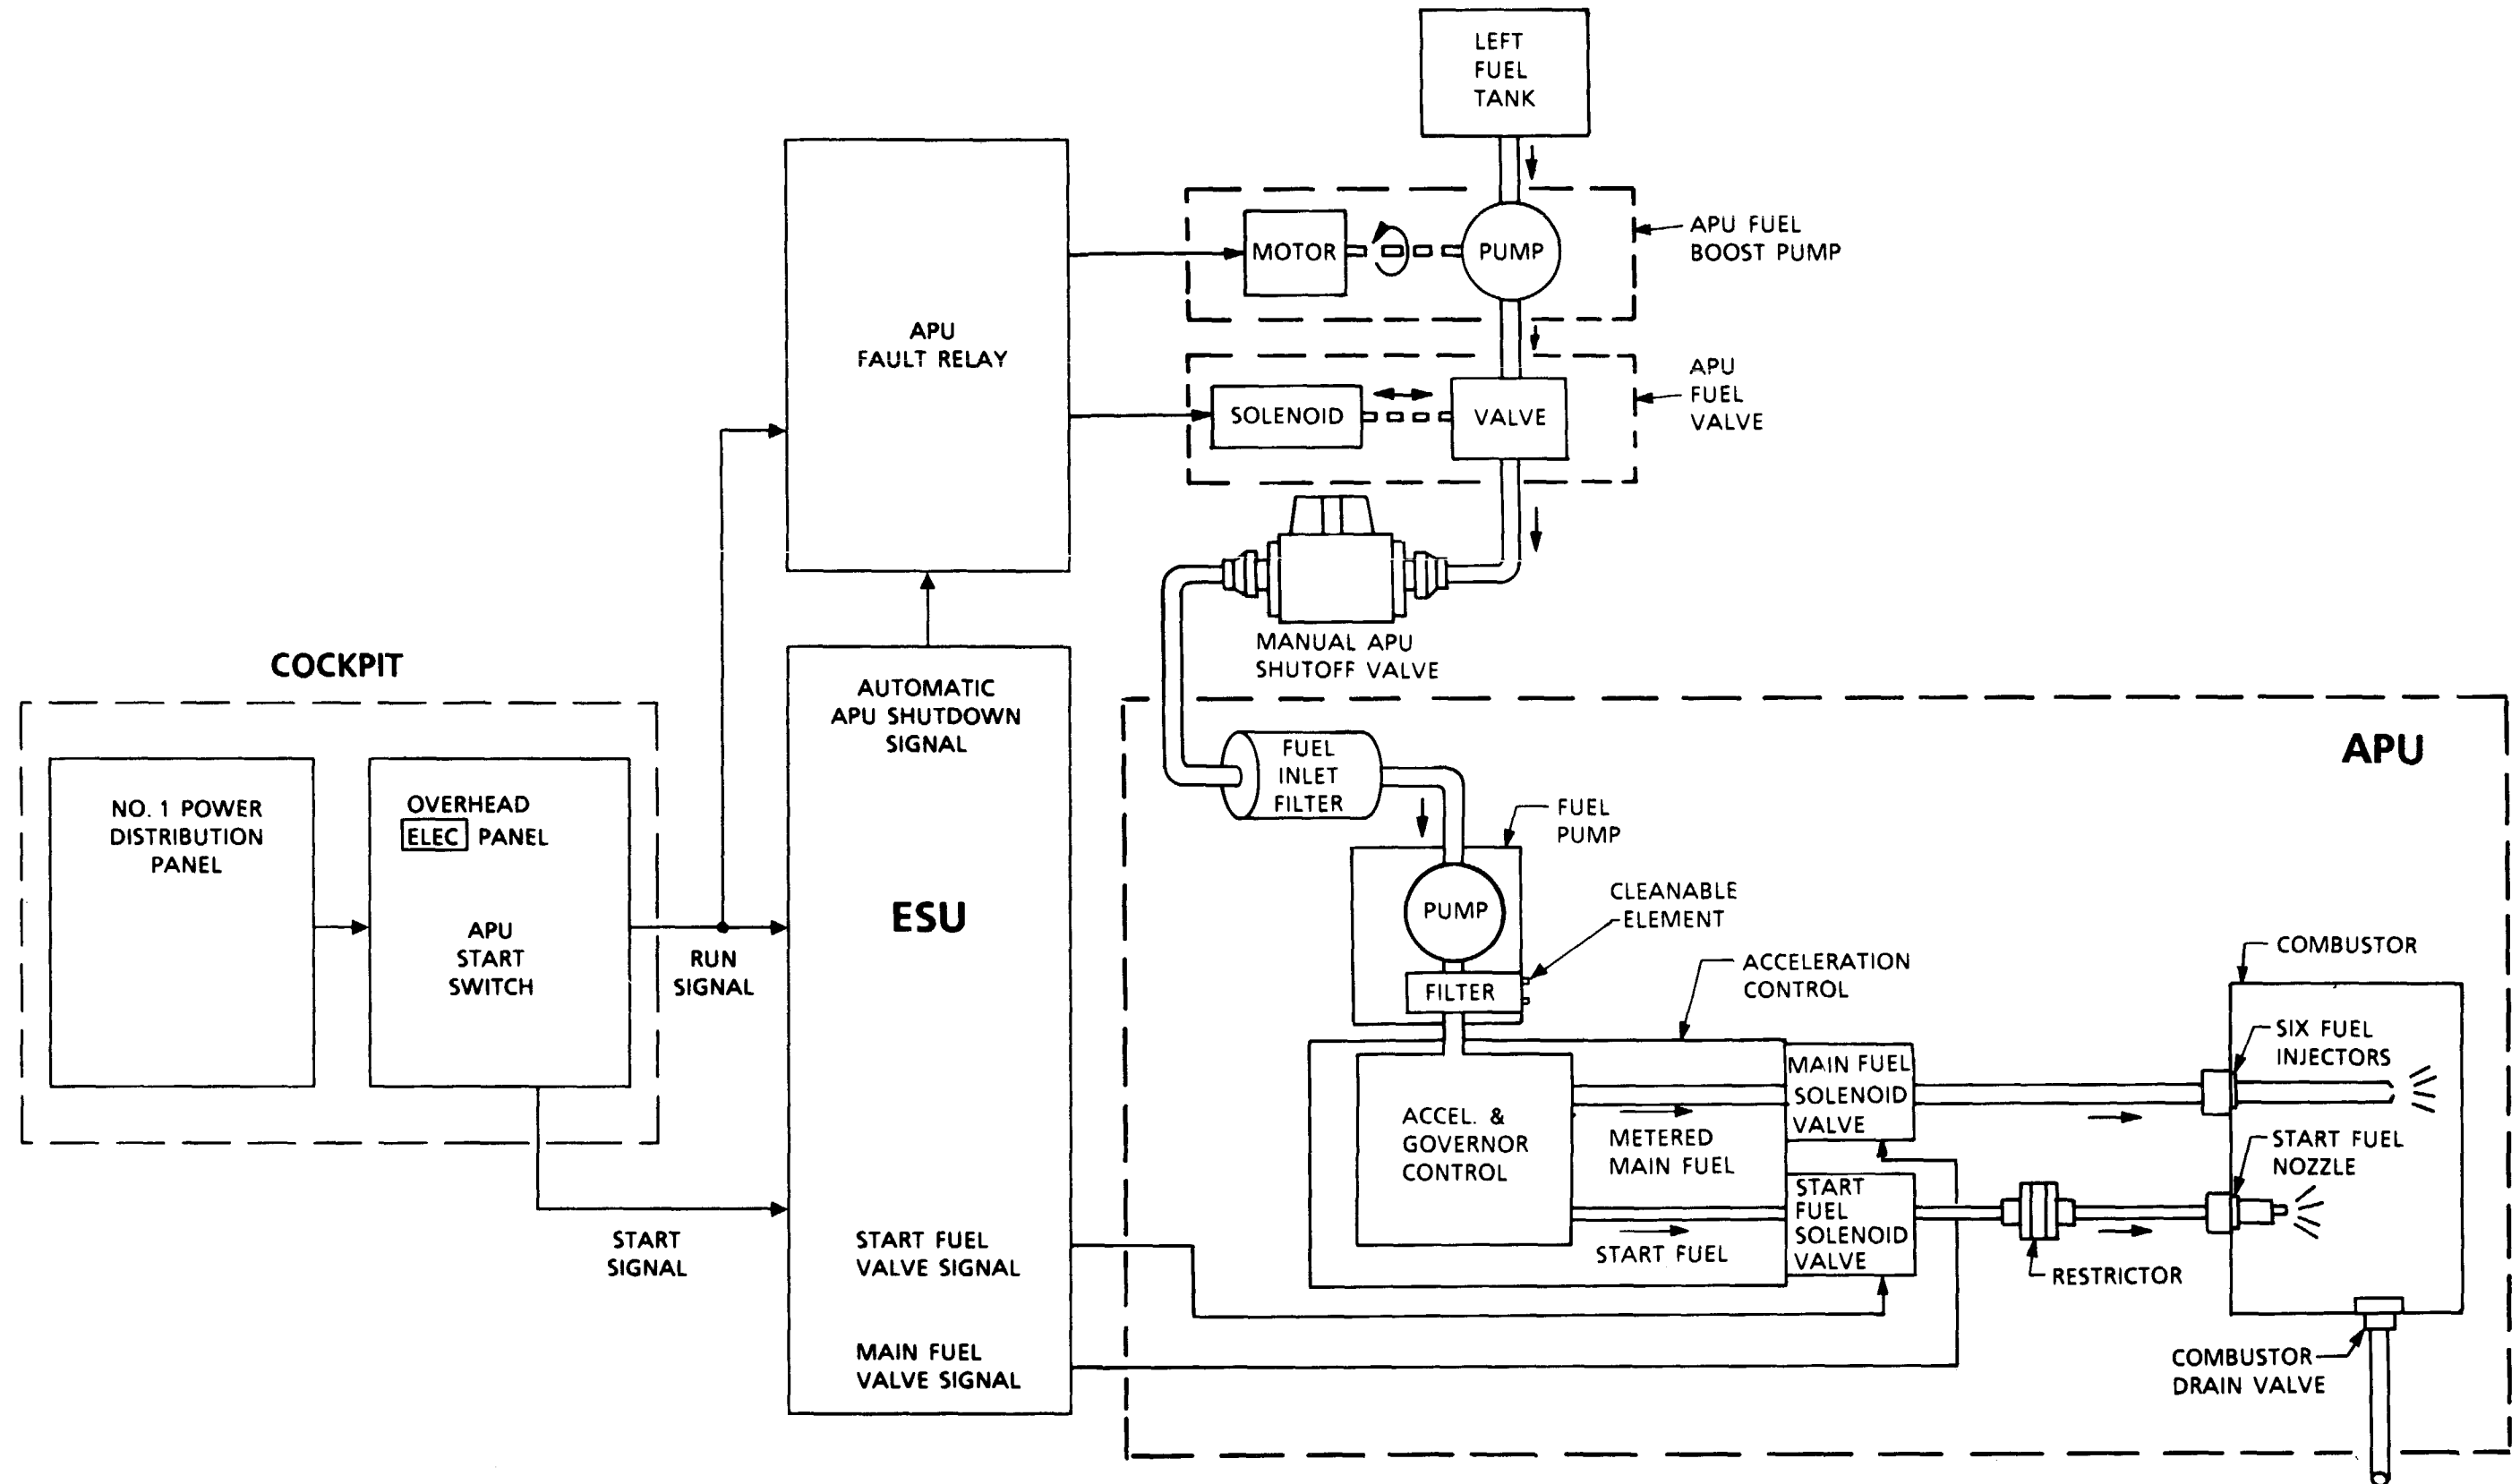 LEFT
FUEL
TANK
MOTOR
PUMP
APU FUEL
BOOST PUMP
APU
FAULT RELAY
SOLENOID
VALVE
APU
FUEL
VALVE
MANUAL APU
SHUTOFF VALVE
COCKPIT
NO. 1 POWER
DISTRIBUTION
PANEL
OVERHEAD
ELEC PANEL
APU
START
SWITCH
RUN
SIGNAL
START
SIGNAL
AUTOMATIC
APU SHUTDOWN
SIGNAL
ESU
START FUEL
VALVE SIGNAL
MAIN FUEL
VALVE SIGNAL
APU
FUEL
INLET
FILTER
FUEL
PUMP
PUMP
CLEANABLE
ELEMENT
FILTER
ACCELERATION
CONTROL
ACCEL. &
GOVERNOR
CONTROL
METERED
MAIN FUEL
START FUEL
MAIN FUEL
SOLENOID
VALVE
START
FUEL
SOLENOID
VALVE
RESTRICTOR
COMBUSTOR
SIX FUEL
INJECTORS
START FUEL
NOZZLE
COMBUSTOR
DRAIN VALVE